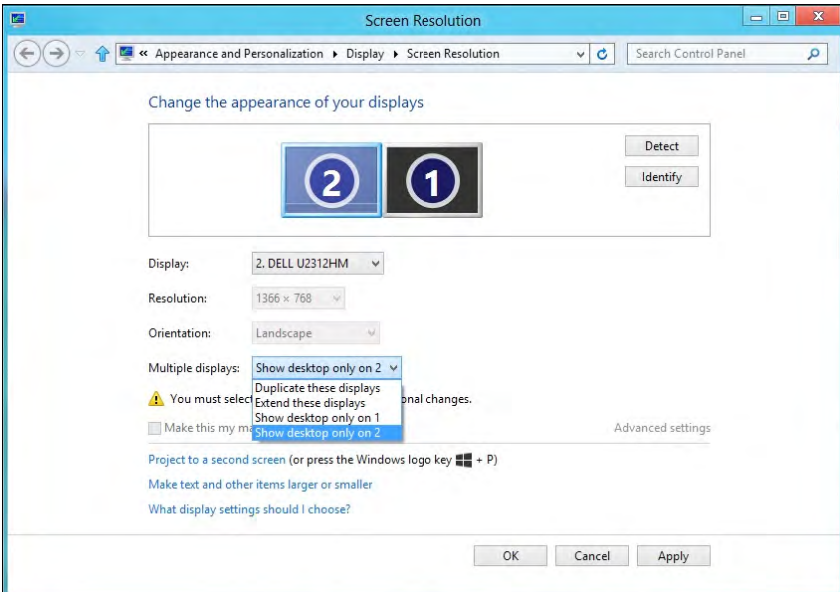 Screen Resolution
« Appearance and Personalization ▸ Display ▸ Screen Resolution
Search Control Panel
Change the appearance of your displays
2
1
Detect
Identify
Display: 2. DELL U2312HM
Resolution: 1366 × 768
Orientation: Landscape
Multiple displays: Show desktop only on 2
Duplicate these displays
Extend these displays
Show desktop only on 1
Show desktop only on 2
You must select onal changes.
Make this my ma
Advanced settings
Project to a second screen (or press the Windows logo key + P)
Make text and other items larger or smaller
What display settings should I choose?
OK Cancel Apply